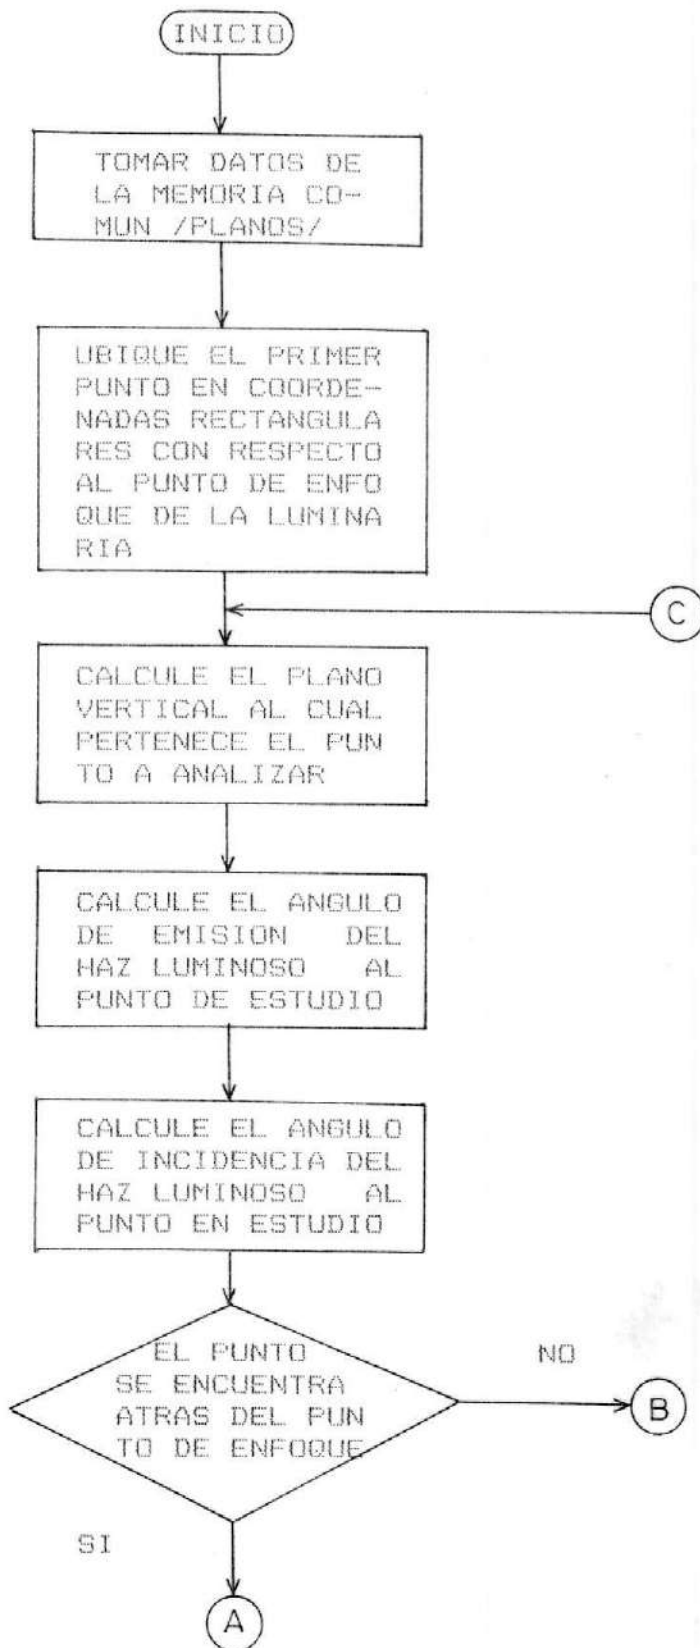 INICIO
TOMAR DATOS DE
LA MEMORIA CO-
MUN /PLANOS/
UBIQUE EL PRIMER
PUNTO EN COORDE-
NADAS RECTANGULA
RES CON RESPECTO
AL PUNTO DE ENFO
QUE DE LA LUMINA
RIA
C
CALCULE EL PLANO
VERTICAL AL CUAL
PERTENECE EL PUN
TO A ANALIZAR
CALCULE EL ANGULO
DE EMISION DEL
HAZ LUMINOSO AL
PUNTO DE ESTUDIO
CALCULE EL ANGULO
DE INCIDENCIA DEL
HAZ LUMINOSO AL
PUNTO EN ESTUDIO
EL PUNTO
SE ENCUENTRA
ATRAS DEL PUN
TO DE ENFOQUE
NO
B
SI
A